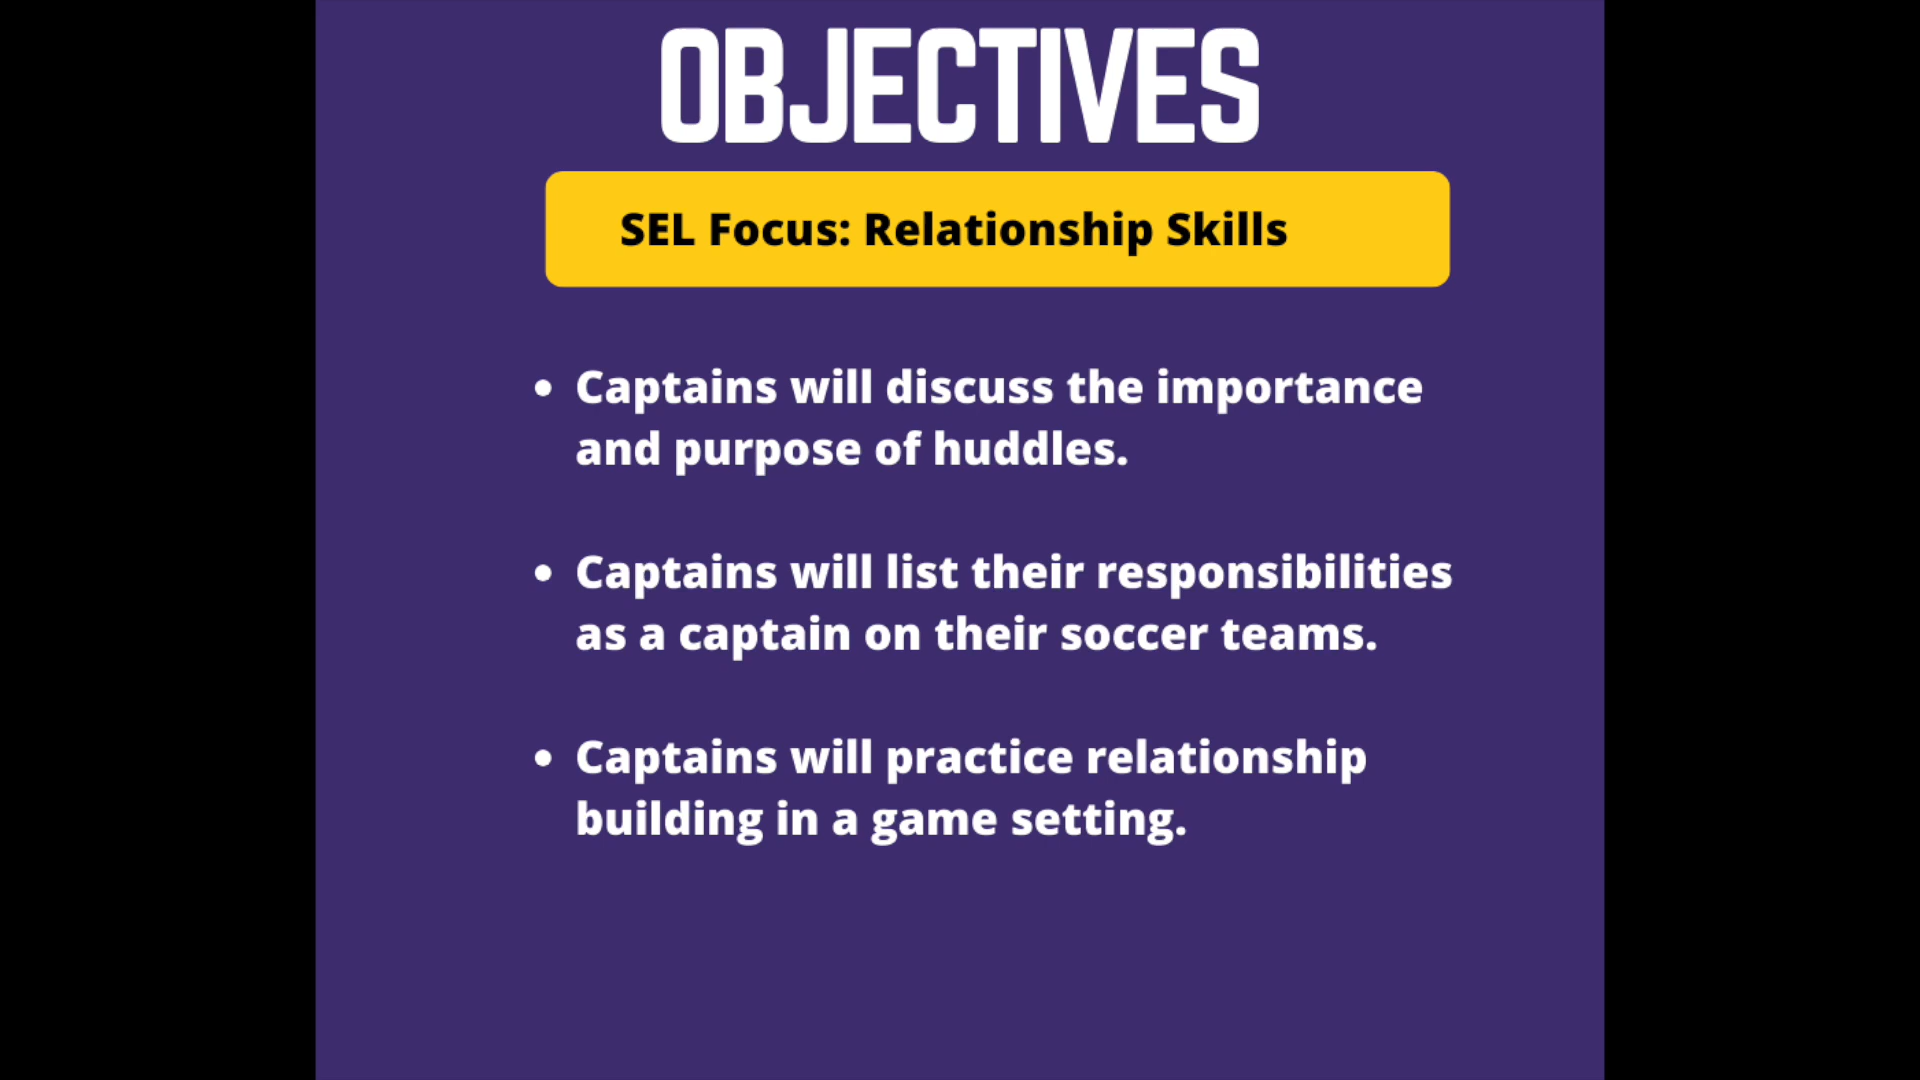 OBJECTIVES
SEL Focus: Relationship Skills
• Captains will discuss the importance
and purpose of huddles.
• Captains will list their responsibilities
as a captain on their soccer teams.
• Captains will practice relationship
building in a game setting.